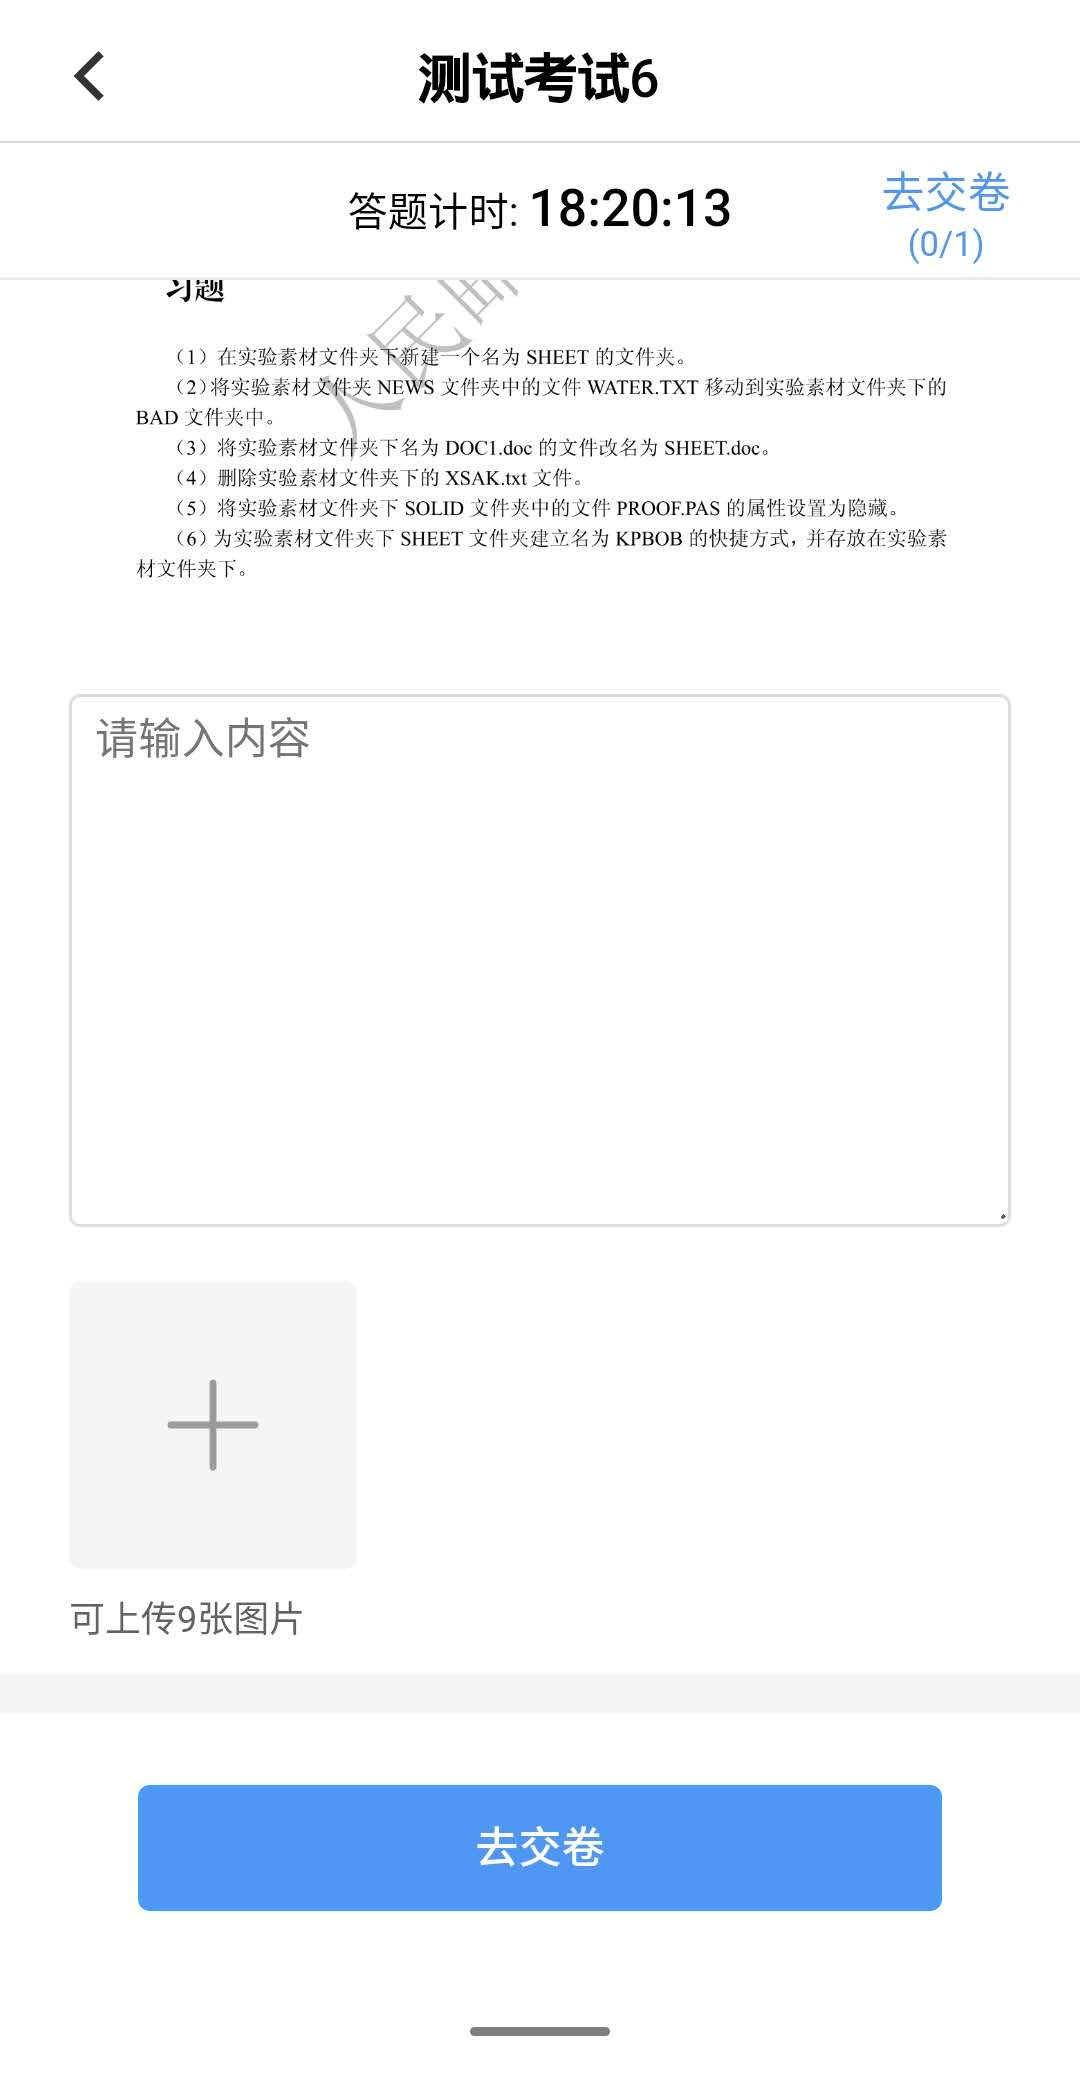 测试考试6
答题计时: 18:20:13
去交卷
(0/1)
习题
人民邮
（1）在实验素材文件夹下新建一个名为 SHEET 的文件夹。
（2）将实验素材文件夹 NEWS 文件夹中的文件 WATER.TXT 移动到实验素材文件夹下的
BAD 文件夹中。
（3）将实验素材文件夹下名为 DOC1.doc 的文件改名为 SHEET.doc。
（4）删除实验素材文件夹下的 XSAK.txt 文件。
（5）将实验素材文件夹下 SOLID 文件夹中的文件 PROOF.PAS 的属性设置为隐藏。
（6）为实验素材文件夹下 SHEET 文件夹建立名为 KPBOB 的快捷方式，并存放在实验素
材文件夹下。
请输入内容
可上传9张图片
去交卷